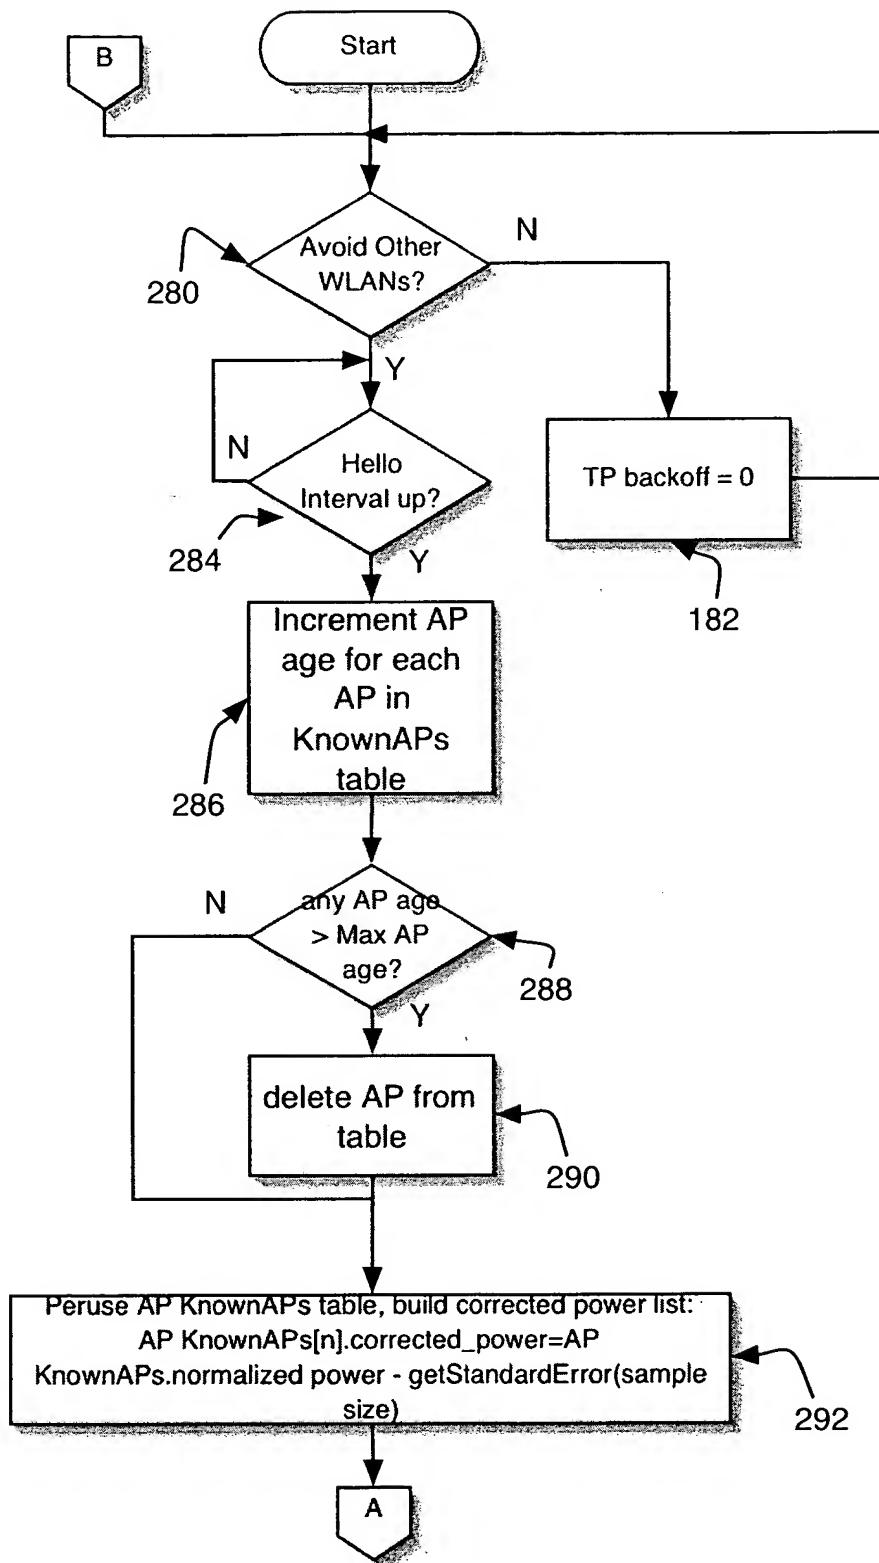 B
Start
Avoid Other
WLANs?
N
280
Y
N
Hello
Interval up?
TP backoff = 0
284
Y
182
Increment AP
age for each
AP in
KnownAPs
table
286
N
any AP age
> Max AP
age?
288
Y
delete AP from
table
290
Peruse AP KnownAPs table, build corrected power list:
AP KnownAPs[n].corrected_power=AP
KnownAPs.normalized power - getStandardError(sample
size)
292
A